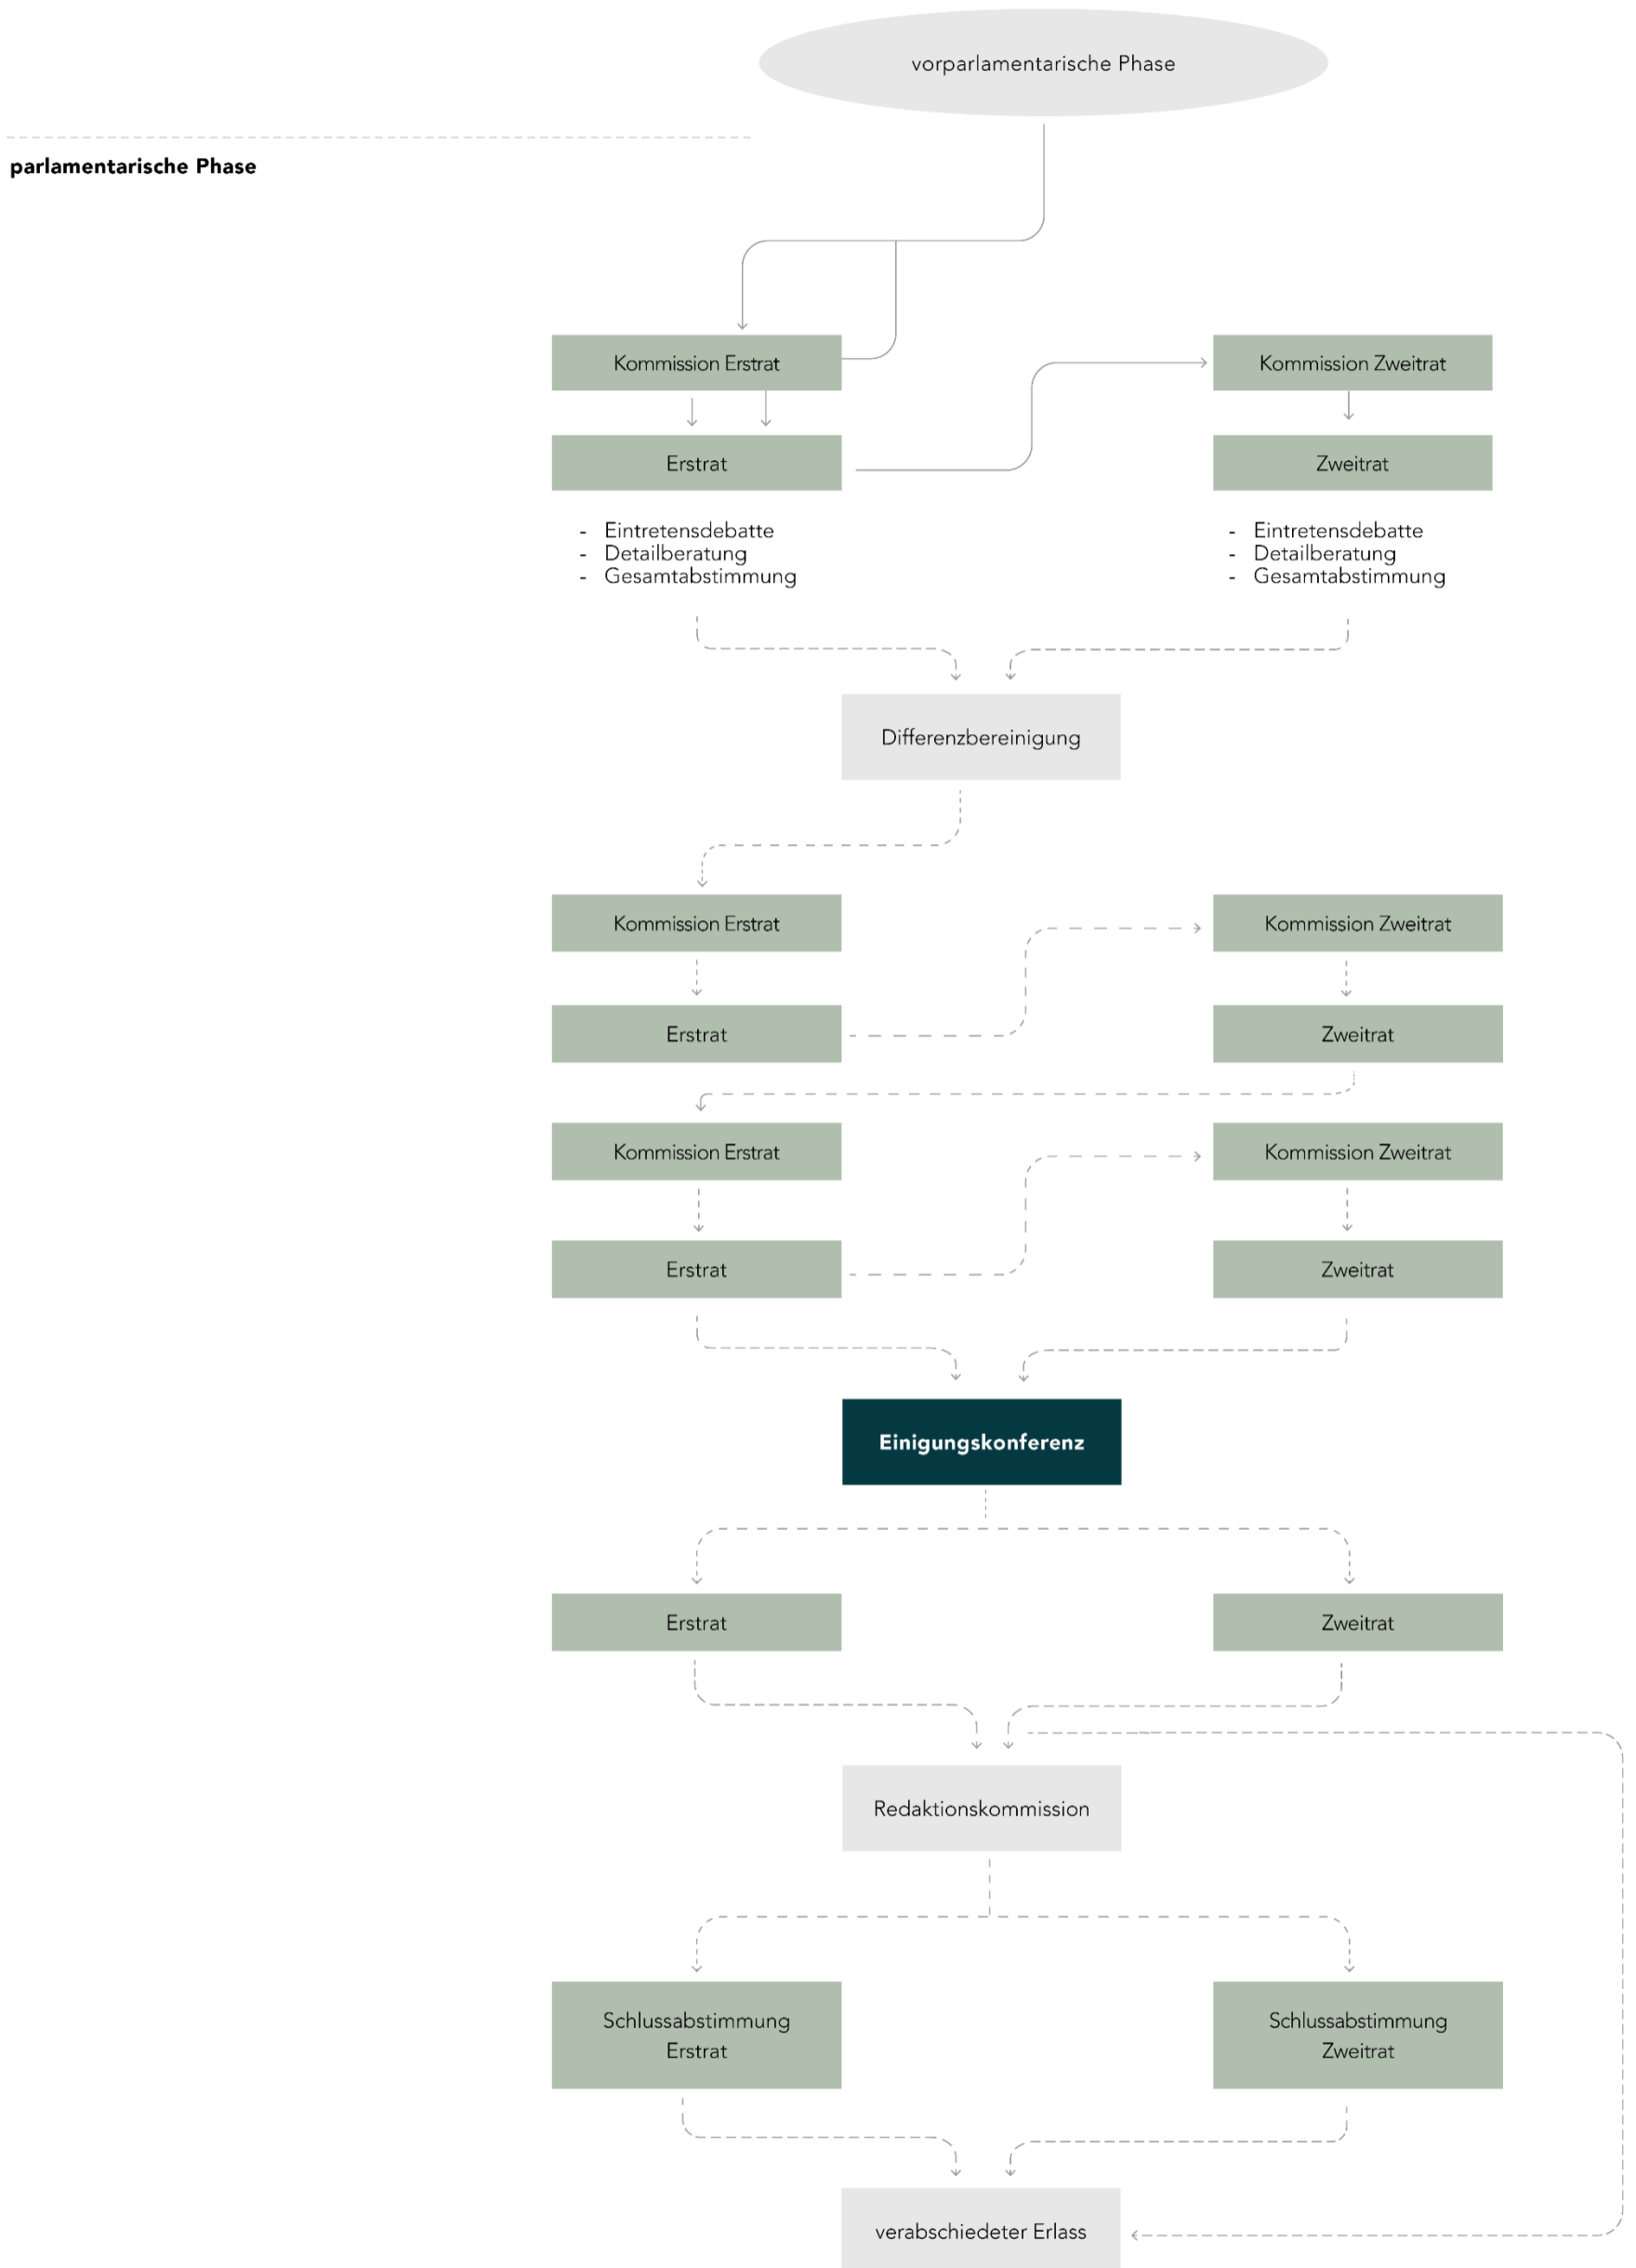 vorparlamentarische Phase
parlamentarische Phase
Kommission Erstrat
Kommission Zweitrat
Erstrat
Zweitrat
- Eintretensdebatte
- Detailberatung
- Gesamtabstimmung
- Eintretensdebatte
- Detailberatung
- Gesamtabstimmung
Differenzbereinigung
Kommission Erstrat
Kommission Zweitrat
Erstrat
Zweitrat
Kommission Erstrat
Kommission Zweitrat
Erstrat
Zweitrat
Einigungskonferenz
Erstrat
Zweitrat
Redaktionskommission
Schlussabstimmung
Erstrat
Schlussabstimmung
Zweitrat
verabschiedeter Erlass